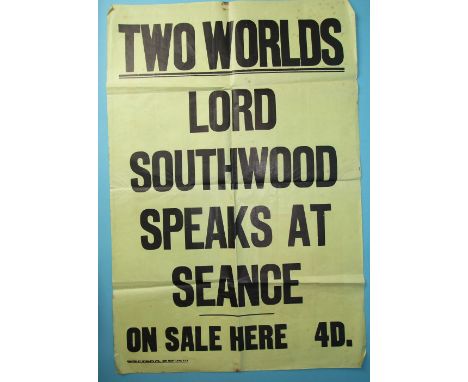 TWO WORLDS
LORD
SOUTHWOOD
SPEAKS AT
SEANCE
ON SALE HERE 4D.